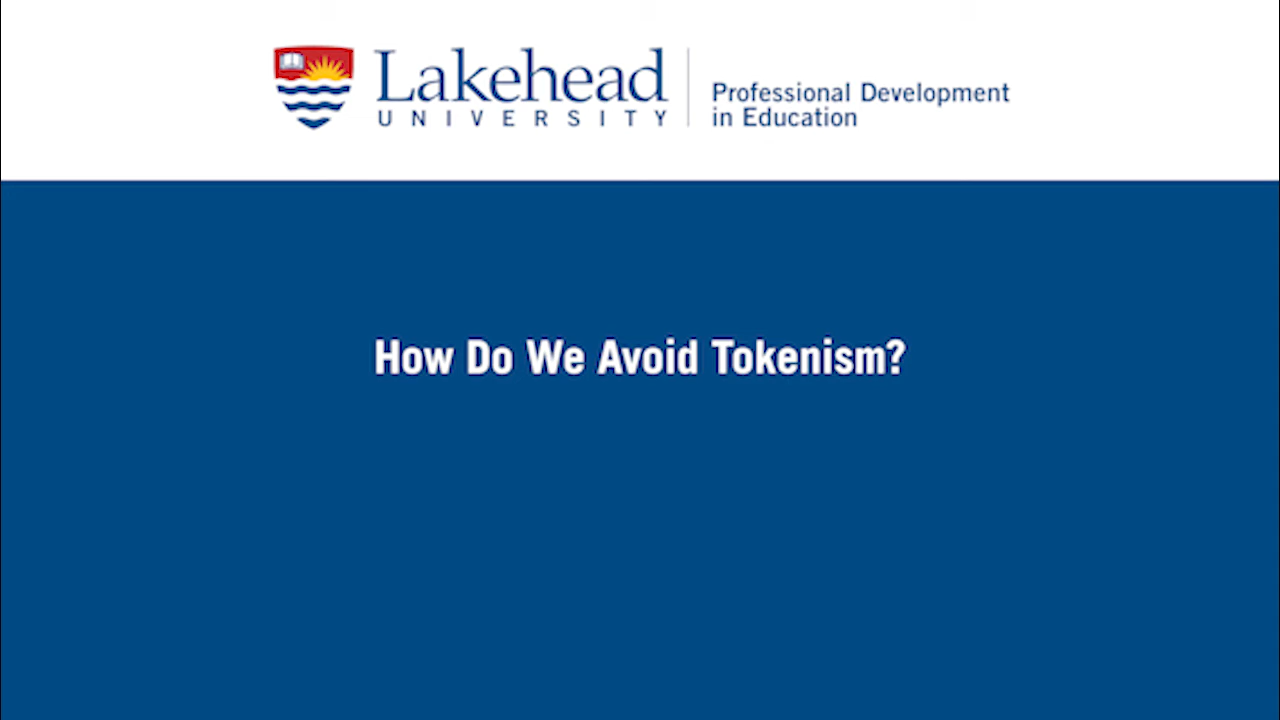 Lakehead
UNIVERSITY
Professional Development
in Education
How Do We Avoid Tokenism?